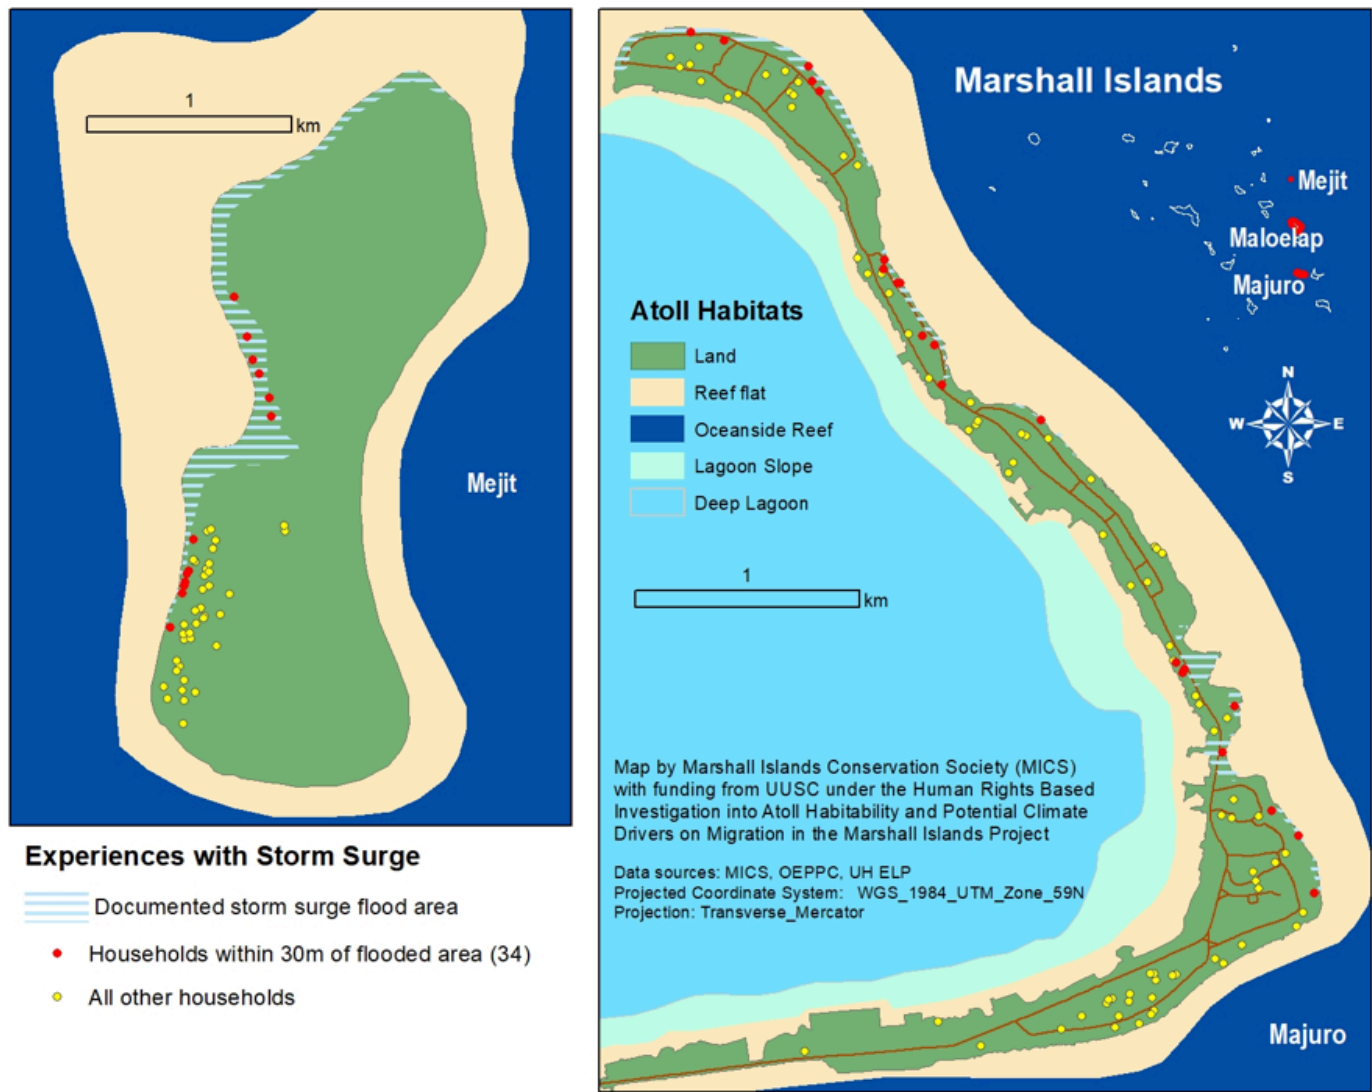 1
km
Mejit
Experiences with Storm Surge
Documented storm surge flood area
Households within 30m of flooded area (34)
All other households
Marshall Islands
Mejit
Maloelap
Majuro
N
W
E
S
Atoll Habitats
Land
Reef flat
Oceanside Reef
Lagoon Slope
Deep Lagoon
1
km
Map by Marshall Islands Conservation Society (MICS)
with funding from UUSC under the Human Rights Based
Investigation into Atoll Habitability and Potential Climate
Drivers on Migration in the Marshall Islands Project
Data sources: MICS, OEPPC, UH ELP
Projected Coordinate System: WGS_1984_UTM_Zone_59N
Projection: Transverse_Mercator
Majuro